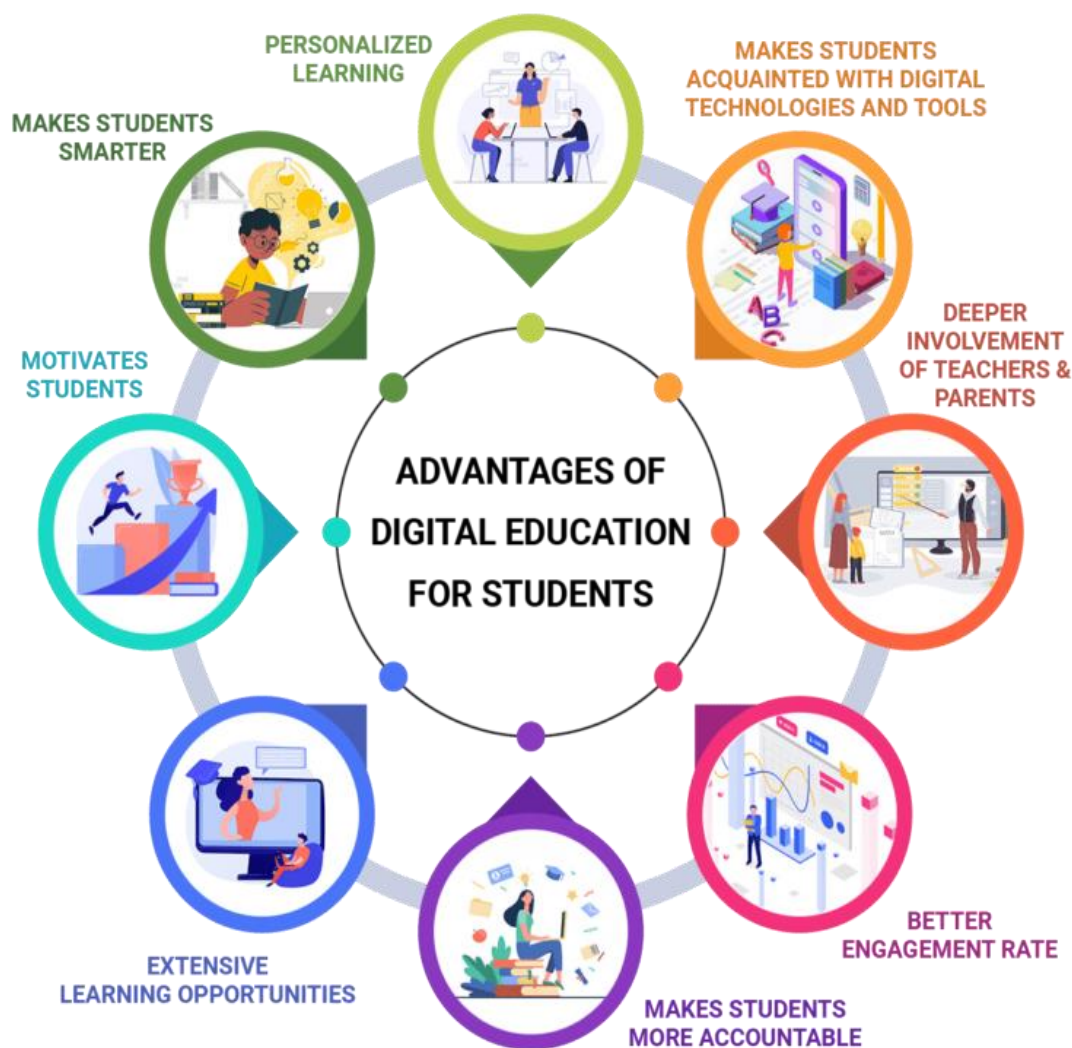 PERSONALIZED
LEARNING
MAKES STUDENTS
ACQUAINTED WITH DIGITAL
TECHNOLOGIES AND TOOLS
MAKES STUDENTS
SMARTER
DEEPER
INVOLVEMENT
OF TEACHERS &
PARENTS
MOTIVATES
STUDENTS
ADVANTAGES OF
DIGITAL EDUCATION
FOR STUDENTS
ABC
BETTER
ENGAGEMENT RATE
EXTENSIVE
LEARNING OPPORTUNITIES
MAKES STUDENTS
MORE ACCOUNTABLE